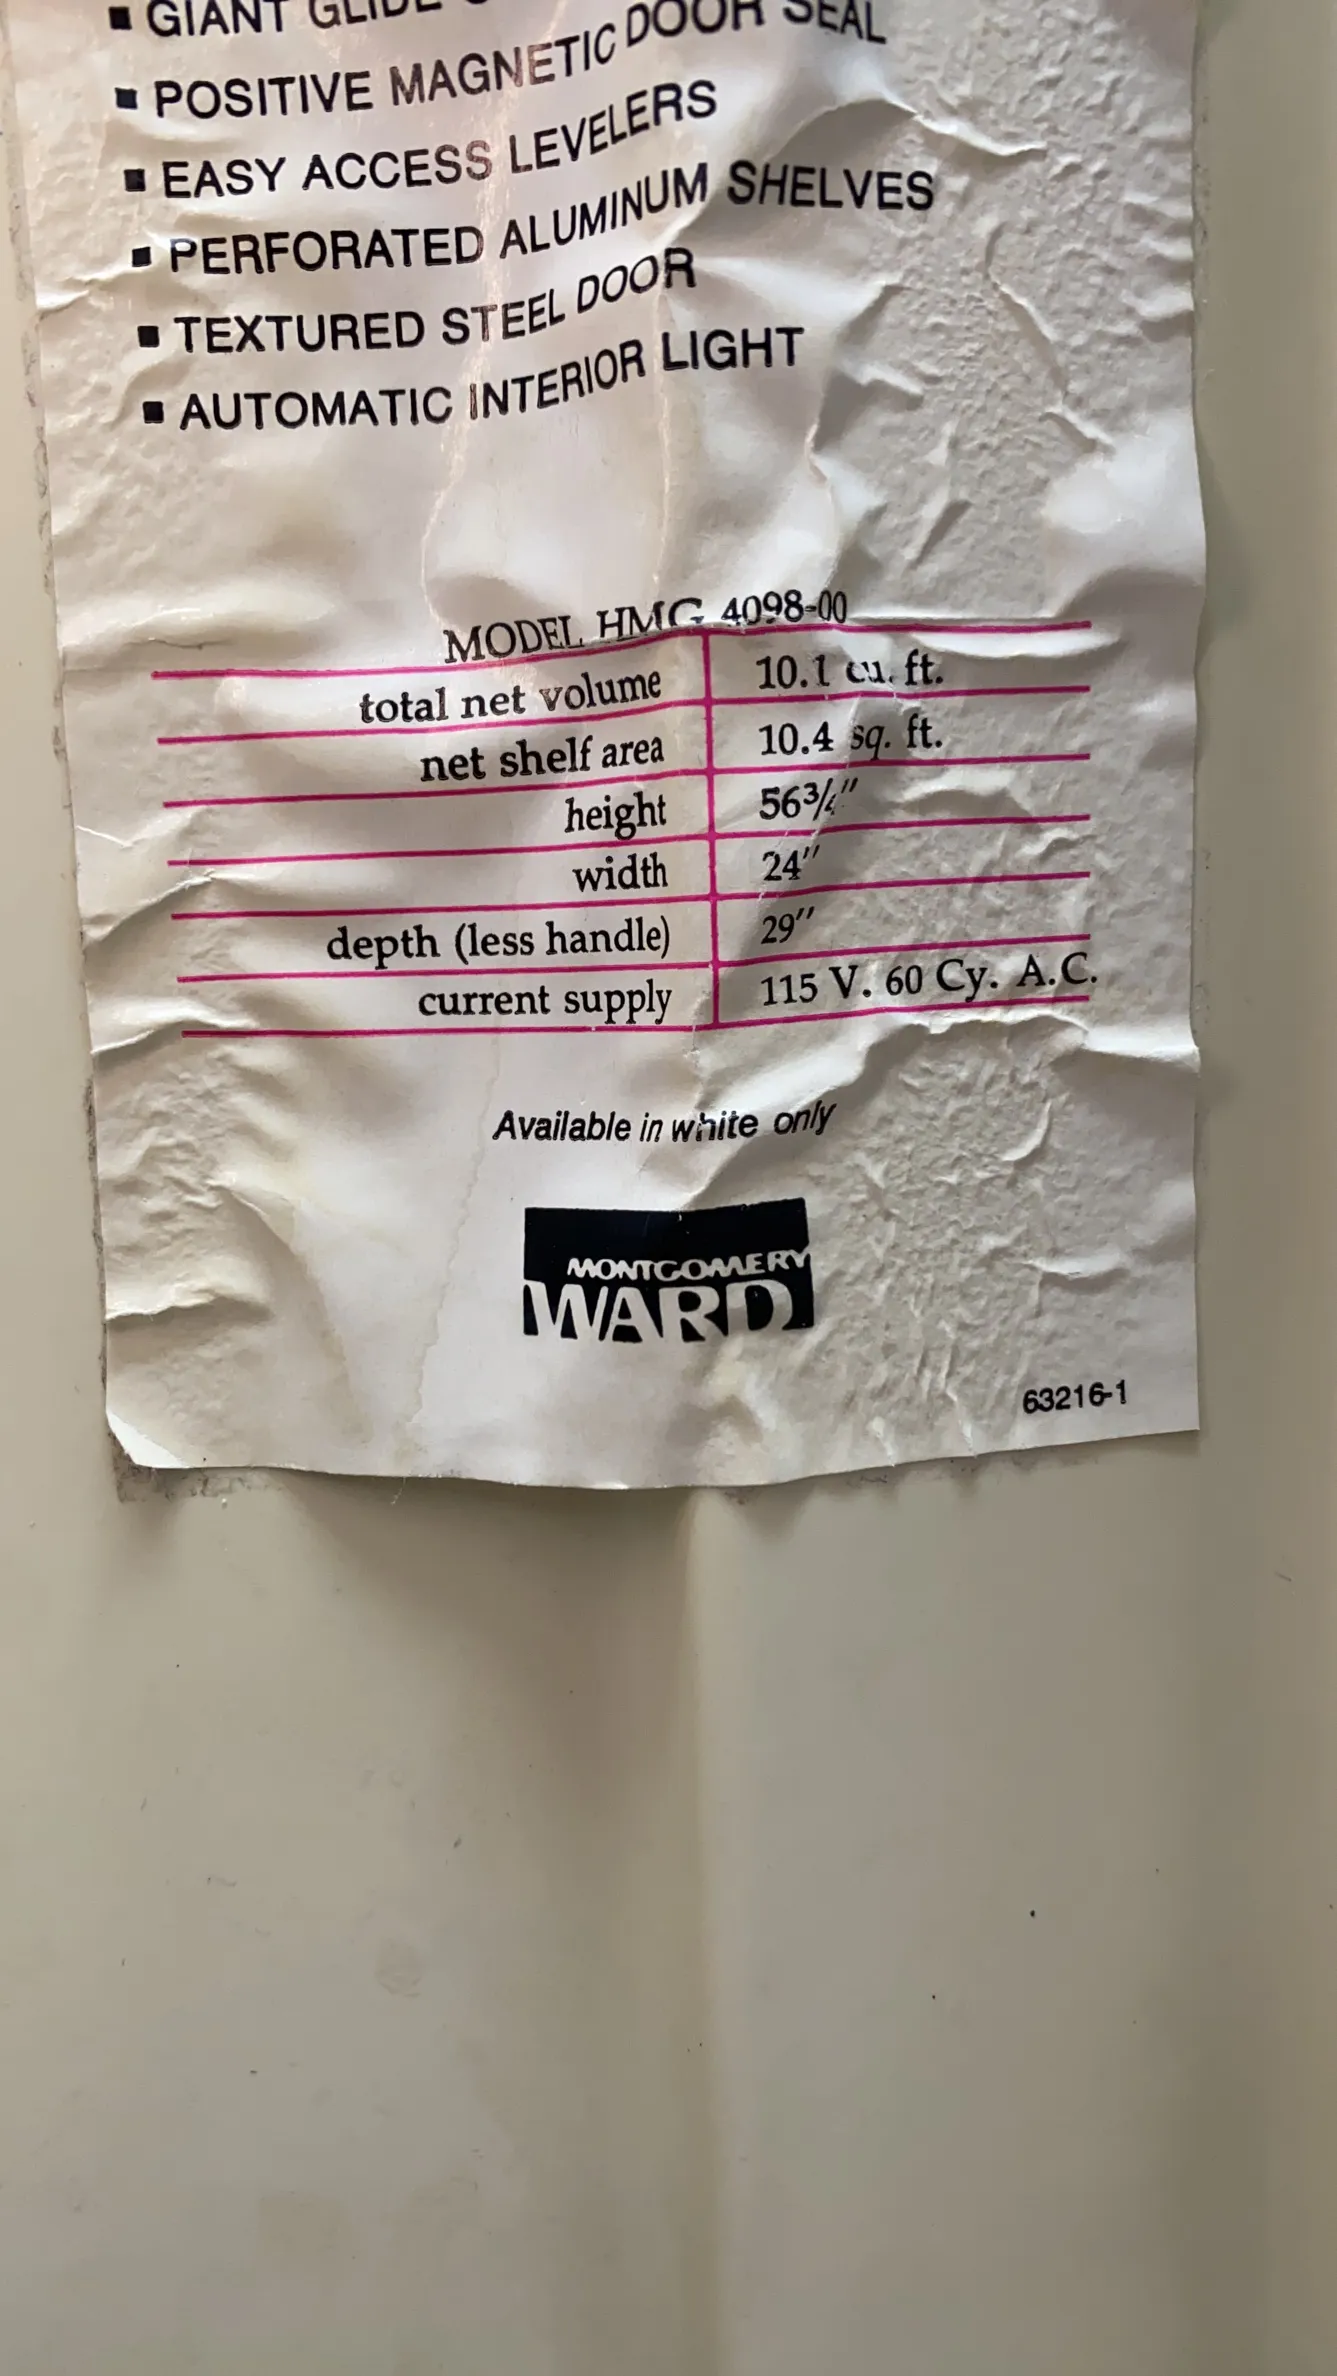 ▪ GIANT GLIDE
▪ POSITIVE MAGNETIC DOOR SEAL
▪ EASY ACCESS LEVELERS
▪ PERFORATED ALUMINUM SHELVES
▪ TEXTURED STEEL DOOR
▪ AUTOMATIC INTERIOR LIGHT
MODEL HMG 4098-00
total net volume 10.1 cu. ft.
net shelf area 10.4 sq. ft.
height 56¾"
width 24"
depth (less handle) 29"
current supply 115 V. 60 Cy. A.C.
Available in white only
MONTGOMERY
WARD
63216-1